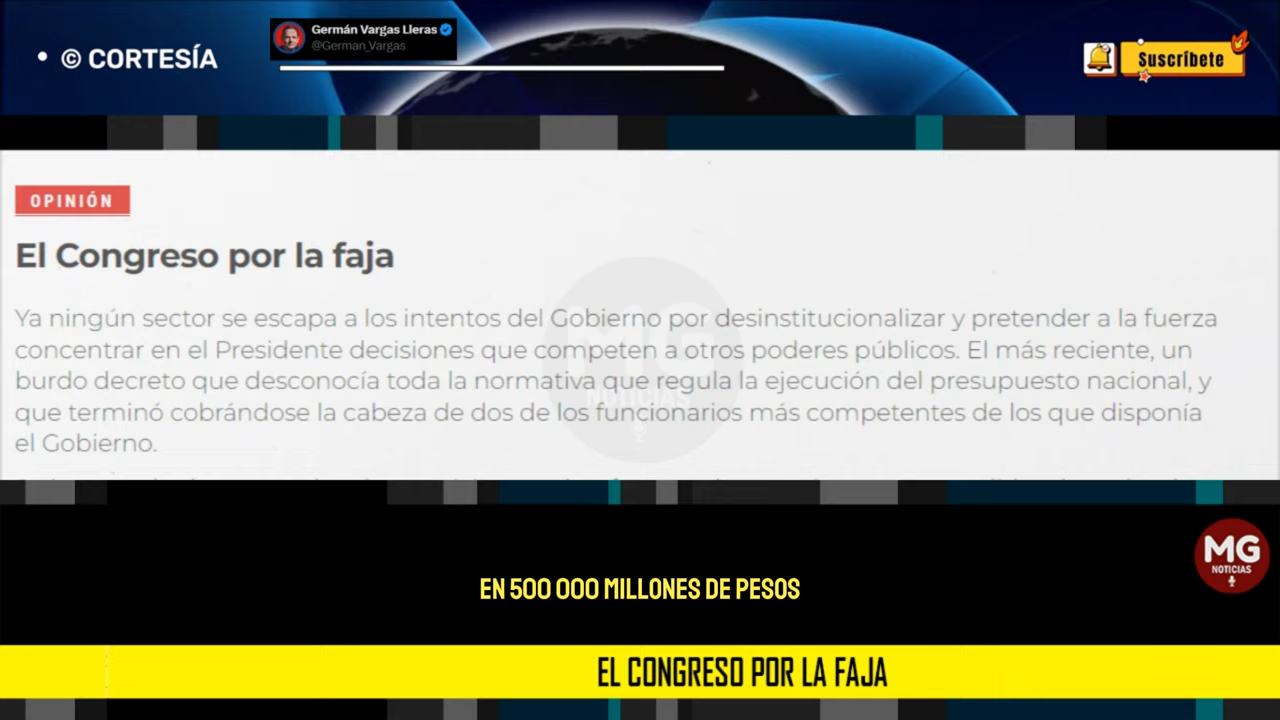 • © CORTESÍA
Germán Vargas Lleras
@German_Vargas
Suscríbete
OPINIÓN
El Congreso por la faja
Ya ningún sector se escapa a los intentos del Gobierno por desinstitucionalizar y pretender a la fuerza
concentrar en el Presidente decisiones que competen a otros poderes públicos. El más reciente, un
burdo decreto que desconocía toda la normativa que regula la ejecución del presupuesto nacional, y
que terminó cobrándose la cabeza de dos de los funcionarios más competentes de los que disponía
el Gobierno.
MG
NOTICIAS
EN 500 000 MILLONES DE PESOS
MG
NOTICIAS
EL CONGRESO POR LA FAJA